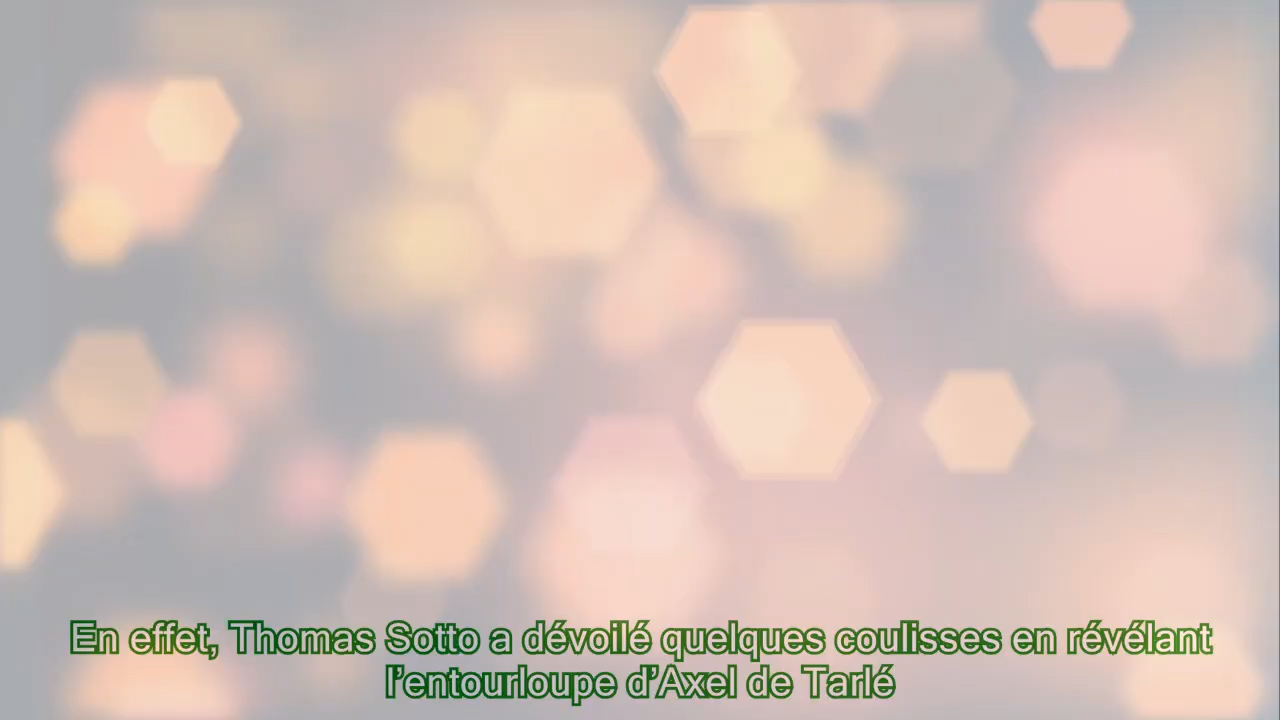 En effet, Thomas Sotto a dévoilé quelques coulisses en révélant
l’entourloupe d’Axel de Tarlé